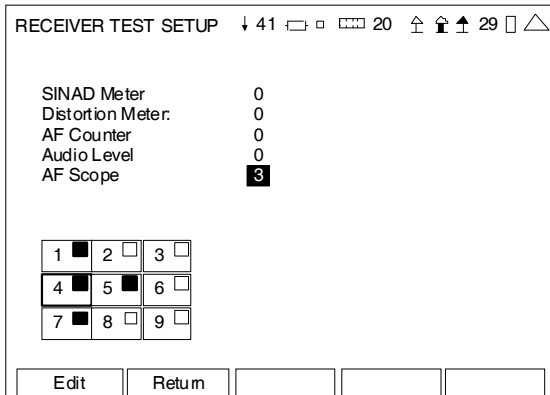 RECEIVER TEST SETUP ↓ 41 20 29
SINAD Meter 0
Distortion Meter: 0
AF Counter 0
Audio Level 0
AF Scope 3
1 2 3
4 5 6
7 8 9
Edit Return